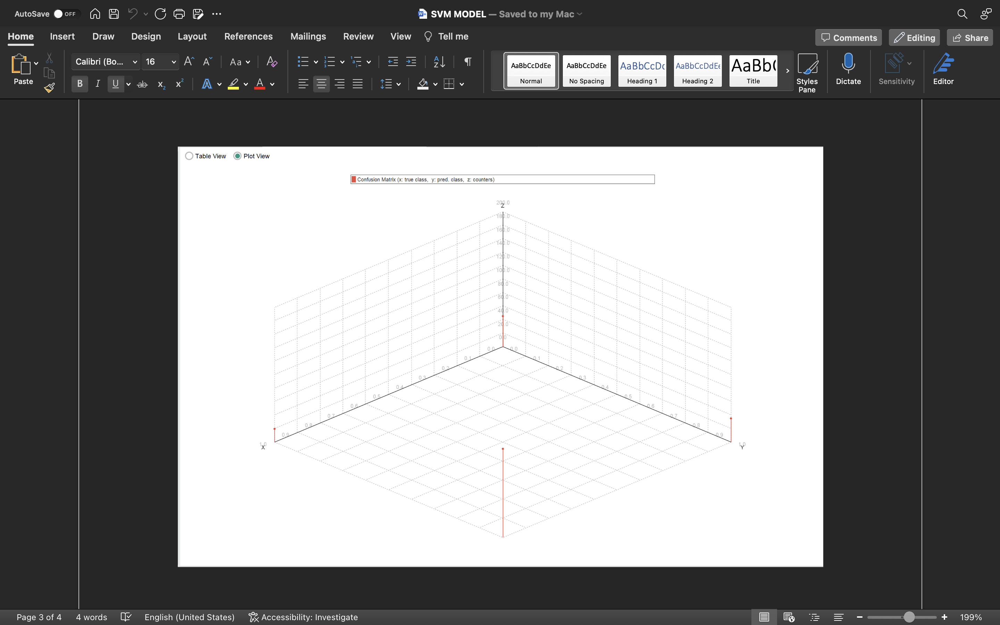 AutoSave OFF
SVM MODEL — Saved to my Mac
Home Insert Draw Design Layout References Mailings Review View Tell me
Comments Editing Share
Paste
Calibri (Bo... 16 Aa
B I U ab x2 x2 A A
AaBbCcDdEe AaBbCcDdEe AaBbCcDc AaBbCcDdEe AaBb(
Normal No Spacing Heading 1 Heading 2 Title
Styles Pane
Dictate Sensitivity Editor
Table View Plot View
Confusion Matrix (x: true class, y: pred. class, z: counters)
200.0
Z
180.0
160.0
140.0
120.0
100.0
80.0
60.0
40.0
20.0
0.0
0.0 0.0
0.1 0.1
0.2 0.2
0.3 0.3
0.4 0.4
0.5 0.5
0.6 0.6
0.7 0.7
0.8 0.8
0.9 0.9
1.0 1.0
X Y
Page 3 of 4 4 words English (United States) Accessibility: Investigate 199%